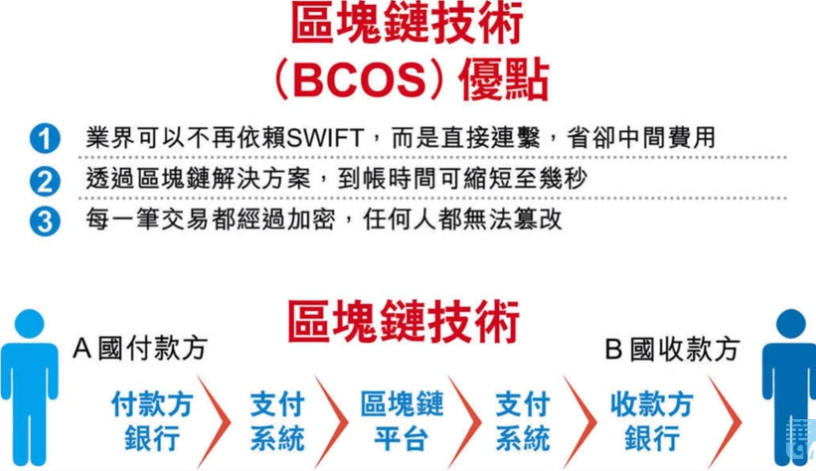 區塊鏈技術
(BCOS)優點
1 業界可以不再依賴SWIFT，而是直接連繫，省卻中間費用
2 透過區塊鏈解決方案，到帳時間可縮短至幾秒
3 每一筆交易都經過加密，任何人都無法篡改
區塊鏈技術
A國付款方
B國收款方
付款方
銀行
支付
系統
區塊鏈
平台
支付
系統
收款方
銀行